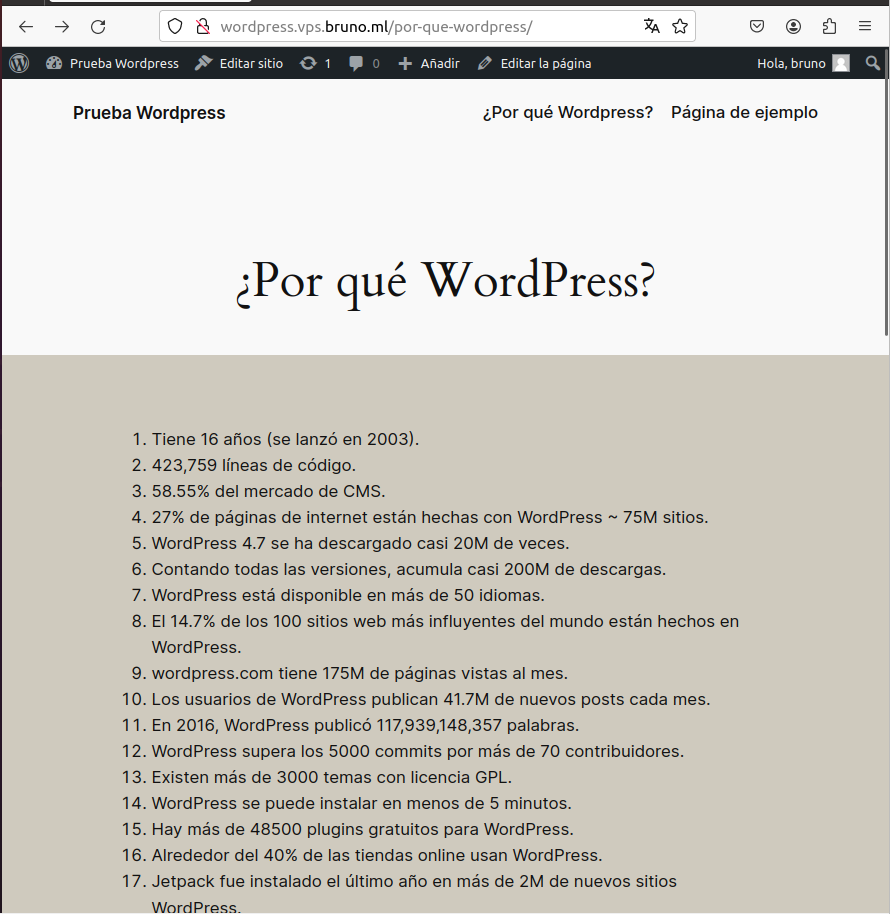 wordpress.vps.bruno.ml/por-que-wordpress/
Prueba Wordpress
Editar sitio
1
0
Añadir
Editar la página
Hola, bruno
Prueba Wordpress
¿Por qué Wordpress?
Página de ejemplo
¿Por qué WordPress?
1. Tiene 16 años (se lanzó en 2003).
2. 423,759 líneas de código.
3. 58.55% del mercado de CMS.
4. 27% de páginas de internet están hechas con WordPress ~ 75M sitios.
5. WordPress 4.7 se ha descargado casi 20M de veces.
6. Contando todas las versiones, acumula casi 200M de descargas.
7. WordPress está disponible en más de 50 idiomas.
8. El 14.7% de los 100 sitios web más influyentes del mundo están hechos en
WordPress.
9. wordpress.com tiene 175M de páginas vistas al mes.
10. Los usuarios de WordPress publican 41.7M de nuevos posts cada mes.
11. En 2016, WordPress publicó 117,939,148,357 palabras.
12. WordPress supera los 5000 commits por más de 70 contribuidores.
13. Existen más de 3000 temas con licencia GPL.
14. WordPress se puede instalar en menos de 5 minutos.
15. Hay más de 48500 plugins gratuitos para WordPress.
16. Alrededor del 40% de las tiendas online usan WordPress.
17. Jetpack fue instalado el último año en más de 2M de nuevos sitios
WordPress.